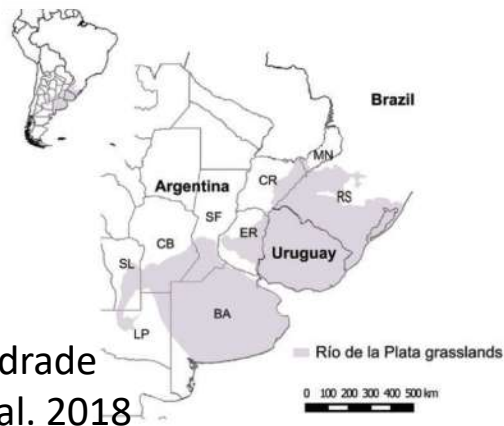 Brazil
MN
Argentina
CR
RS
SF
ER
CB
Uruguay
SL
BA
LP
Río de la Plata grasslands
drade
al. 2018
0 100 200 300 400 500 km